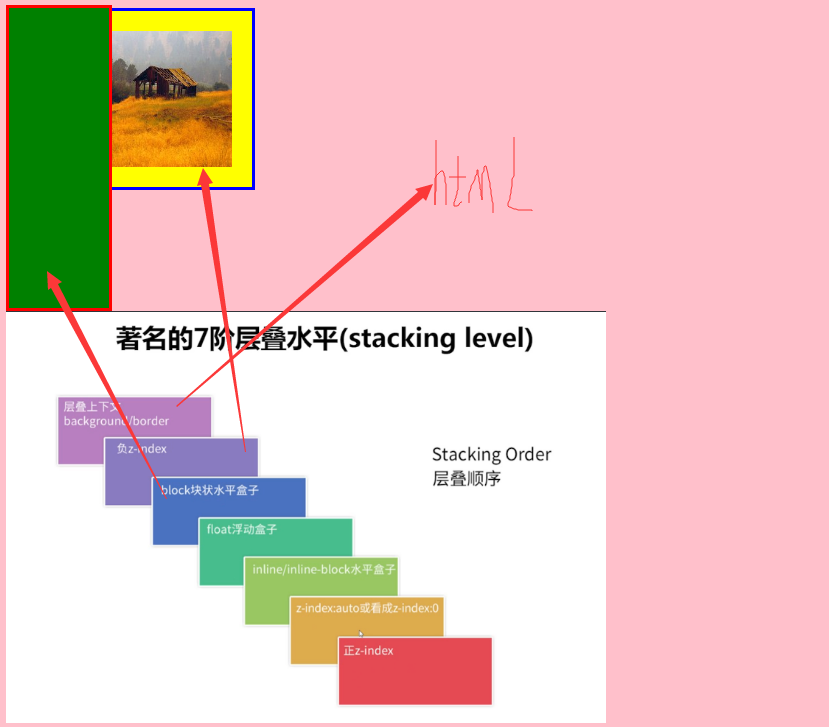 html
著名的7阶层叠水平(stacking level)
层叠上下文
background/border
负z-index
block块状水平盒子
float浮动盒子
inline/inline-block水平盒子
z-index:auto或看成z-index:0
正z-index
Stacking Order
层叠顺序